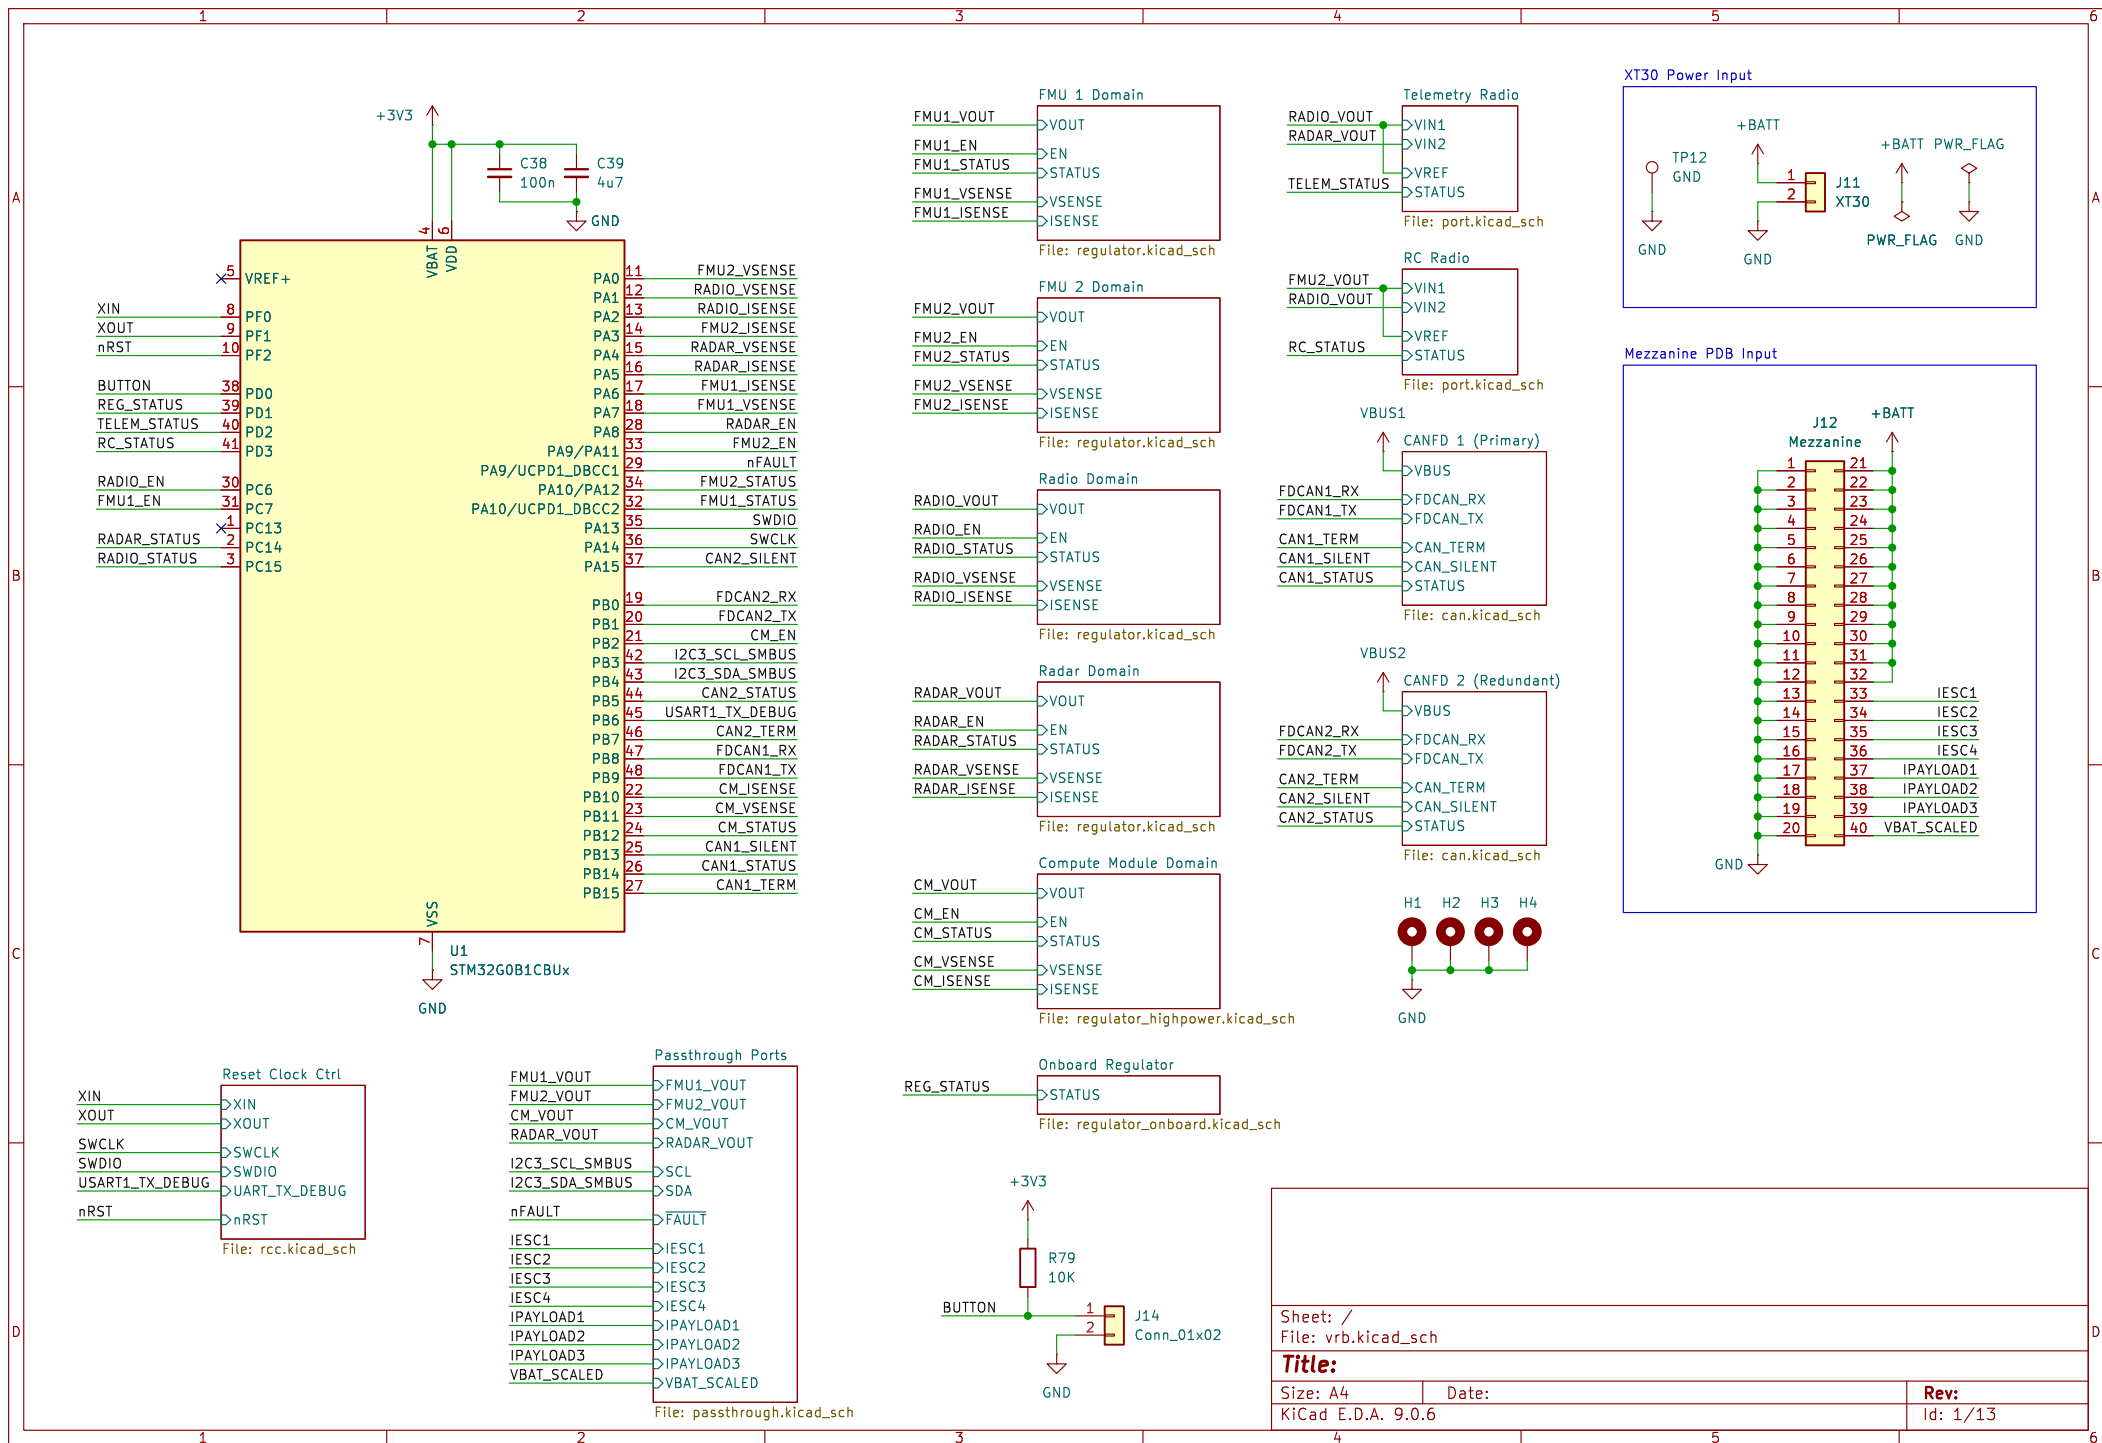 1 2 3 4 5 6
A
B
C
D
+3V3
C38
100n
C39
4u7
GND
4 6
VBAT
VDD
5 VREF+
XIN 8 PF0
XOUT 9 PF1
nRST 10 PF2
BUTTON 38 PD0
REG_STATUS 39 PD1
TELEM_STATUS 40 PD2
RC_STATUS 41 PD3
RADIO_EN 30 PC6
FMU1_EN 31 PC7
1 PC13
RADAR_STATUS 2 PC14
RADIO_STATUS 3 PC15
PA0 11 FMU2_VSENSE
PA1 12 RADIO_VSENSE
PA2 13 RADIO_ISENSE
PA3 14 FMU2_ISENSE
PA4 15 RADAR_VSENSE
PA5 16 RADAR_ISENSE
PA6 17 FMU1_ISENSE
PA7 18 FMU1_VSENSE
PA8 28 RADAR_EN
PA9/PA11 33 FMU2_EN
PA9/UCPD1_DBCC1 29 nFAULT
PA10/PA12 34 FMU2_STATUS
PA10/UCPD1_DBCC2 32 FMU1_STATUS
PA13 35 SWDIO
PA14 36 SWCLK
PA15 37 CAN2_SILENT
PB0 19 FDCAN2_RX
PB1 20 FDCAN2_TX
PB2 21 CM_EN
PB3 42 I2C3_SCL_SMBUS
PB4 43 I2C3_SDA_SMBUS
PB5 44 CAN2_STATUS
PB6 45 USART1_TX_DEBUG
PB7 46 CAN2_TERM
PB8 47 FDCAN1_RX
PB9 48 FDCAN1_TX
PB10 22 CM_ISENSE
PB11 23 CM_VSENSE
PB12 24 CM_STATUS
PB13 25 CAN1_SILENT
PB14 26 CAN1_STATUS
PB15 27 CAN1_TERM
VSS
7
U1
STM32G0B1CBUx
GND
Reset Clock Ctrl
XIN XIN
XOUT XOUT
SWCLK SWCLK
SWDIO SWDIO
USART1_TX_DEBUG UART_TX_DEBUG
nRST nRST
File: rcc.kicad_sch
Passthrough Ports
FMU1_VOUT FMU1_VOUT
FMU2_VOUT FMU2_VOUT
CM_VOUT CM_VOUT
RADAR_VOUT RADAR_VOUT
I2C3_SCL_SMBUS SCL
I2C3_SDA_SMBUS SDA
nFAULT FAULT
IESC1 IESC1
IESC2 IESC2
IESC3 IESC3
IESC4 IESC4
IPAYLOAD1 IPAYLOAD1
IPAYLOAD2 IPAYLOAD2
IPAYLOAD3 IPAYLOAD3
VBAT_SCALED VBAT_SCALED
File: passthrough.kicad_sch
FMU 1 Domain
FMU1_VOUT VOUT
FMU1_EN EN
FMU1_STATUS STATUS
FMU1_VSENSE VSENSE
FMU1_ISENSE ISENSE
File: regulator.kicad_sch
FMU 2 Domain
FMU2_VOUT VOUT
FMU2_EN EN
FMU2_STATUS STATUS
FMU2_VSENSE VSENSE
FMU2_ISENSE ISENSE
File: regulator.kicad_sch
Radio Domain
RADIO_VOUT VOUT
RADIO_EN EN
RADIO_STATUS STATUS
RADIO_VSENSE VSENSE
RADIO_ISENSE ISENSE
File: regulator.kicad_sch
Radar Domain
RADAR_VOUT VOUT
RADAR_EN EN
RADAR_STATUS STATUS
RADAR_VSENSE VSENSE
RADAR_ISENSE ISENSE
File: regulator.kicad_sch
Compute Module Domain
CM_VOUT VOUT
CM_EN EN
CM_STATUS STATUS
CM_VSENSE VSENSE
CM_ISENSE ISENSE
File: regulator_highpower.kicad_sch
Onboard Regulator
REG_STATUS STATUS
File: regulator_onboard.kicad_sch
+3V3
R79
10K
BUTTON 1 J14
2 Conn_01x02
GND
Telemetry Radio
RADIO_VOUT VIN1
RADAR_VOUT VIN2
VREF
TELEM_STATUS STATUS
File: port.kicad_sch
RC Radio
FMU2_VOUT VIN1
RADIO_VOUT VIN2
VREF
RC_STATUS STATUS
File: port.kicad_sch
VBUS1
CANFD 1 (Primary)
VBUS
FDCAN1_RX FDCAN_RX
FDCAN1_TX FDCAN_TX
CAN1_TERM CAN_TERM
CAN1_SILENT CAN_SILENT
CAN1_STATUS STATUS
File: can.kicad_sch
VBUS2
CANFD 2 (Redundant)
VBUS
FDCAN2_RX FDCAN_RX
FDCAN2_TX FDCAN_TX
CAN2_TERM CAN_TERM
CAN2_SILENT CAN_SILENT
CAN2_STATUS STATUS
File: can.kicad_sch
H1 H2 H3 H4
GND
XT30 Power Input
TP12
GND
GND
+BATT
1 J11
2 XT30
GND
+BATT PWR_FLAG
PWR_FLAG GND
Mezzanine PDB Input
J12
Mezzanine
+BATT
1 21
2 22
3 23
4 24
5 25
6 26
7 27
8 28
9 29
10 30
11 31
12 32
13 33 IESC1
14 34 IESC2
15 35 IESC3
16 36 IESC4
17 37 IPAYLOAD1
18 38 IPAYLOAD2
19 39 IPAYLOAD3
20 40 VBAT_SCALED
GND
Sheet: /
File: vrb.kicad_sch
Title:
Size: A4 Date: Rev:
KiCad E.D.A. 9.0.6 Id: 1/13
A
B
C
D
1 2 3 4 5 6